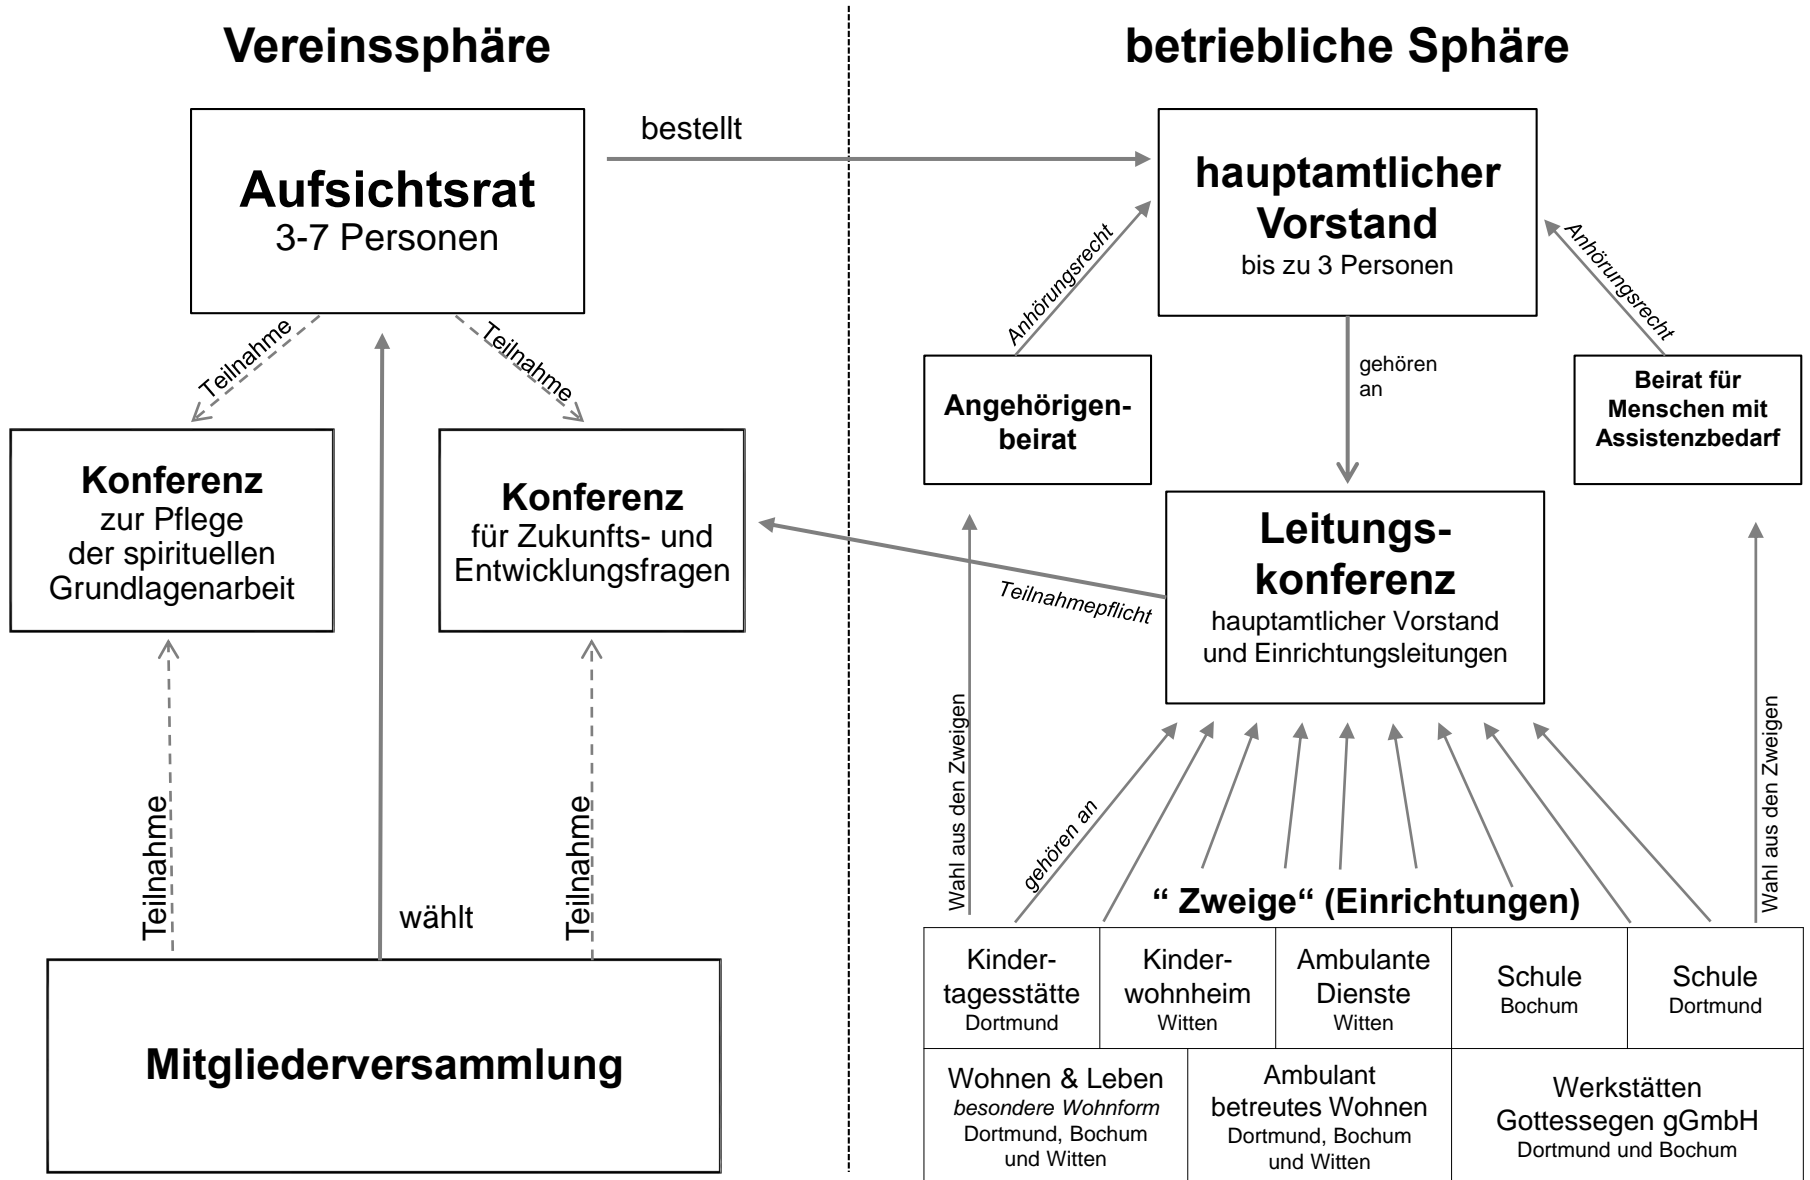 Vereinssphäre
betriebliche Sphäre
Aufsichtsrat
3-7 Personen
bestellt
hauptamtlicher
Vorstand
bis zu 3 Personen
Teilnahme
Teilnahme
Anhörungsrecht
Anhörungsrecht
gehören
an
Konferenz
zur Pflege
der spirituellen
Grundlagenarbeit
Konferenz
für Zukunfts- und
Entwicklungsfragen
Angehörigen-
beirat
Beirat für
Menschen mit
Assistenzbedarf
Leitungs-
konferenz
hauptamtlicher Vorstand
und Einrichtungsleitungen
Teilnahmepflicht
Teilnahme
wählt
Teilnahme
Wahl aus den Zweigen
gehören an
Wahl aus den Zweigen
Mitgliederversammlung
“ Zweige“ (Einrichtungen)
Kinder-
tagesstätte
Dortmund
Kinder-
wohnheim
Witten
Ambulante
Dienste
Witten
Schule
Bochum
Schule
Dortmund
Wohnen & Leben
besondere Wohnform
Dortmund, Bochum
und Witten
Ambulant
betreutes Wohnen
Dortmund, Bochum
und Witten
Werkstätten
Gottessegen gGmbH
Dortmund und Bochum